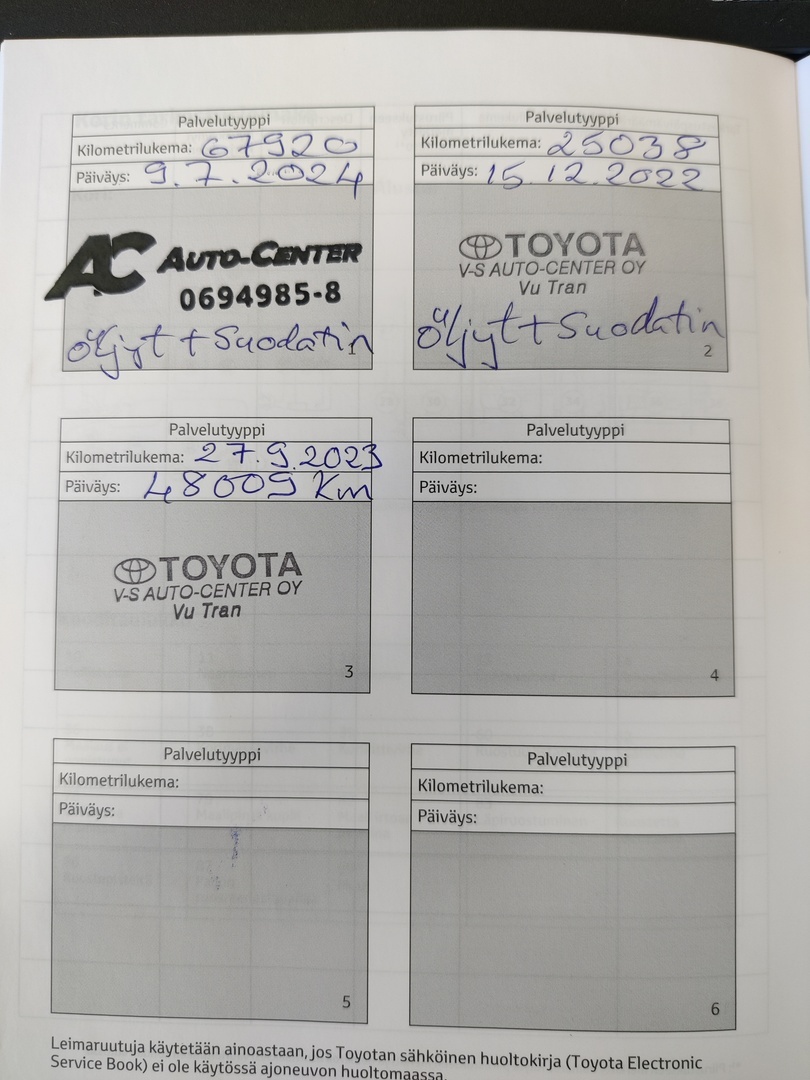 Palvelutyyppi
Kilometrilukema: 67920
Päiväys: 9.7.2024
AC AUTO-CENTER
0694985-8
Öljyt + Suodatin
1
Palvelutyyppi
Kilometrilukema: 25038
Päiväys: 15.12.2022
TOYOTA
V-S AUTO-CENTER OY
Vu Tran
Öljyt + Suodatin
2
Palvelutyyppi
Kilometrilukema: 27.9.2023
Päiväys: 48009 Km
TOYOTA
V-S AUTO-CENTER OY
Vu Tran
3
Palvelutyyppi
Kilometrilukema:
Päiväys:
4
Palvelutyyppi
Kilometrilukema:
Päiväys:
5
Palvelutyyppi
Kilometrilukema:
Päiväys:
6
Leimaruutuja käytetään ainoastaan, jos Toyotan sähköinen huoltokirja (Toyota Electronic
Service Book) ei ole käytössä ajoneuvon huoltomaassa.